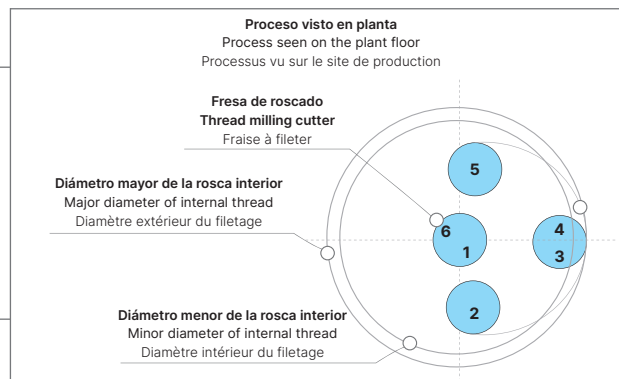 Proceso visto en planta
Process seen on the plant floor
Processus vu sur le site de production
Fresa de roscado
Thread milling cutter
Fraise à fileter
5
Diámetro mayor de la rosca interior
Major diameter of internal thread
Diamètre extérieur du filetage
6
1
4
3
2
Diámetro menor de la rosca interior
Minor diameter of internal thread
Diamètre intérieur du filetage